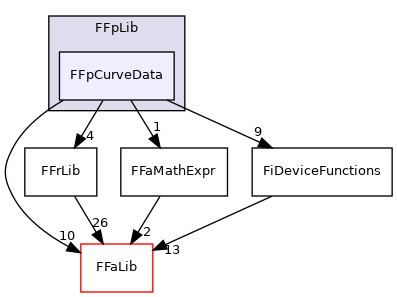 FFpLib
FFpCurveData
4
1
9
FFrLib
FFaMathExpr
FiDeviceFunctions
10
26
2
13
FFaLib